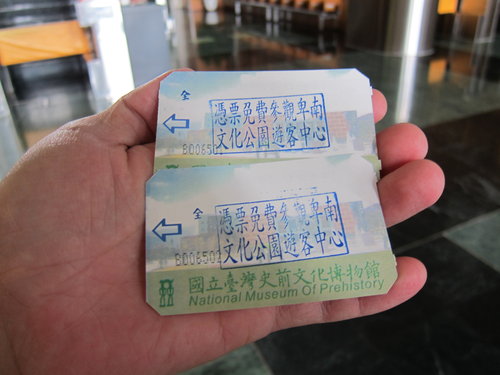 全
憑票免費參觀卑南
文化公園遊客中心
B006501
全
憑票免費參觀卑南
文化公園遊客中心
B006502
國立臺灣史前文化博物館
National Museum Of Prehistory